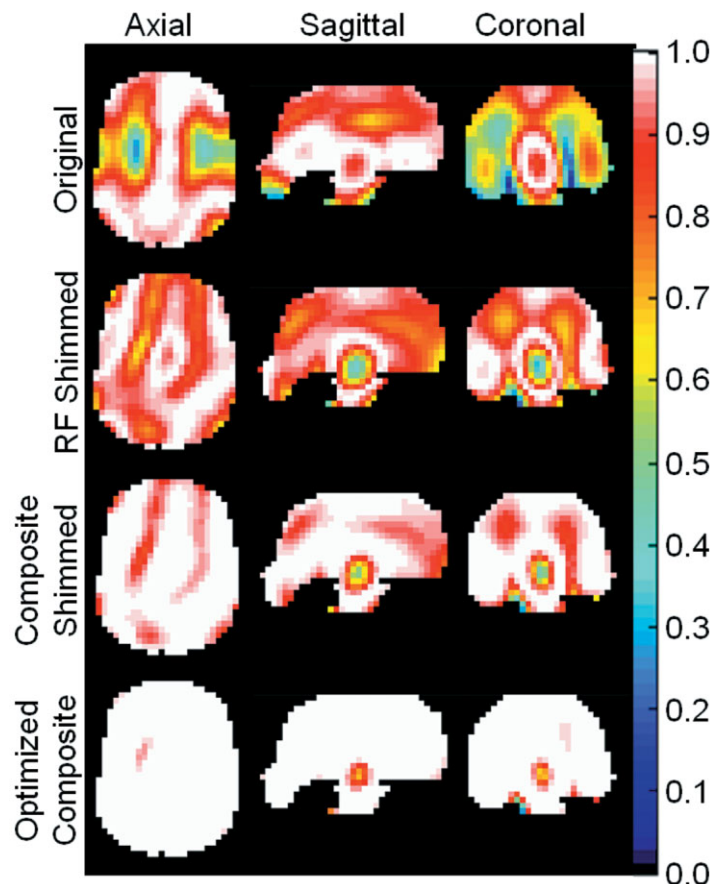 Axial Sagittal Coronal
Original
RF Shimmed
Composite
Shimmed
Optimized
Composite
1.0
0.9
0.8
0.7
0.6
0.5
0.4
0.3
0.2
0.1
0.0